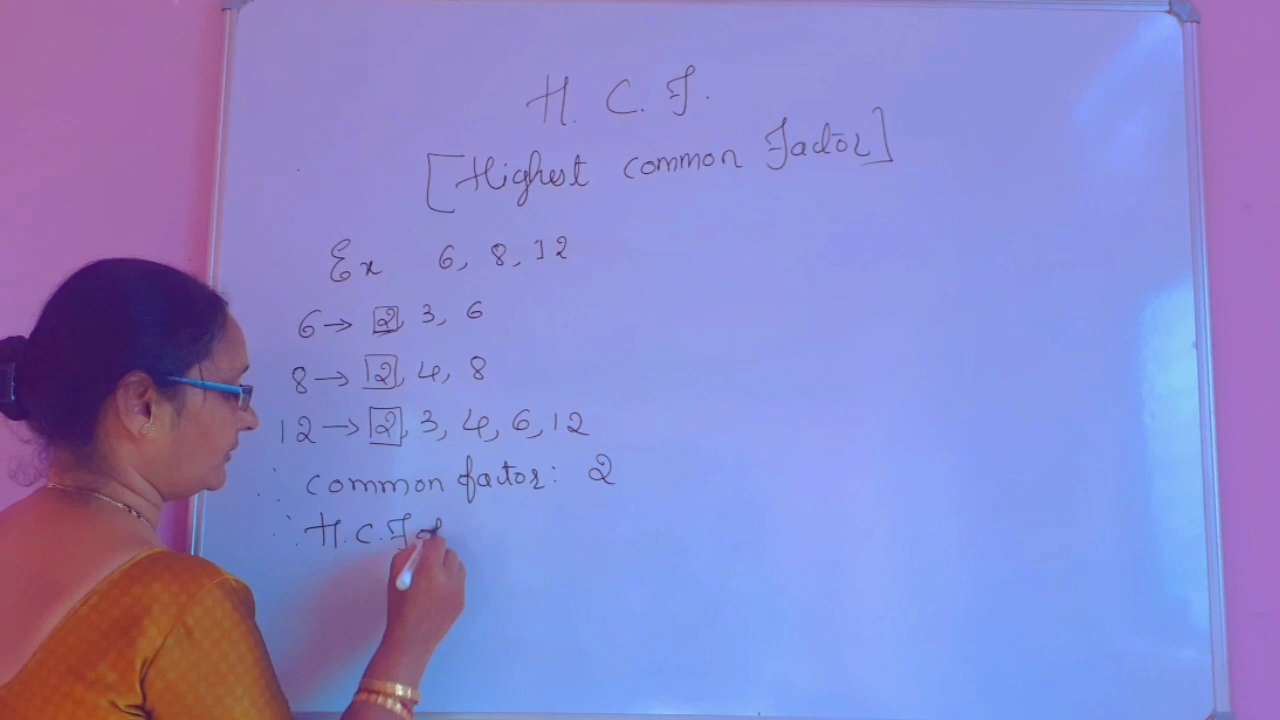 H. C. F.
[Highest common Factor]
Ex 6, 8, 12
6 → 2, 3, 6
8 → 2, 4, 8
12 → 2, 3, 4, 6, 12
∴ common factor: 2
∴ H.C.F